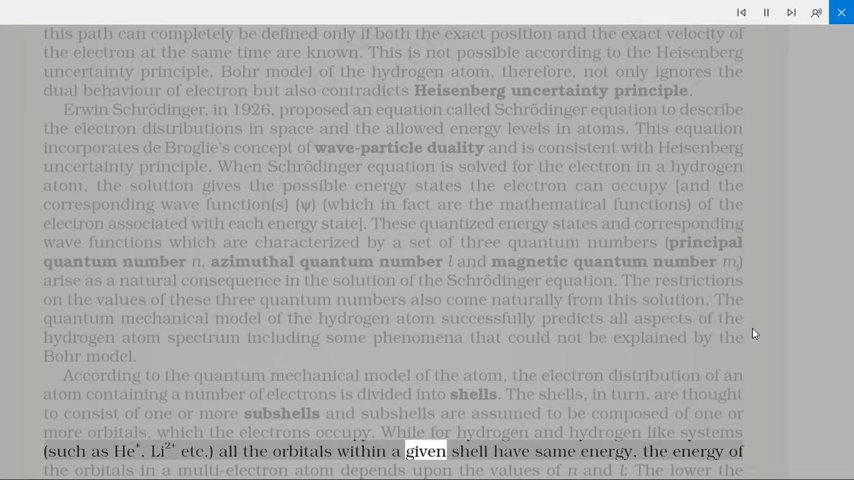 this path can completely be defined only if both the exact position and the exact velocity of
the electron at the same time are known. This is not possible according to the Heisenberg
uncertainty principle. Bohr model of the hydrogen atom, therefore, not only ignores the
dual behaviour of electron but also contradicts Heisenberg uncertainty principle.
Erwin Schrödinger, in 1926, proposed an equation called Schrödinger equation to describe
the electron distributions in space and the allowed energy levels in atoms. This equation
incorporates de Broglie's concept of wave-particle duality and is consistent with Heisenberg
uncertainty principle. When Schrödinger equation is solved for the electron in a hydrogen
atom, the solution gives the possible energy states the electron can occupy [and the
corresponding wave function(s) (ψ) (which in fact are the mathematical functions) of the
electron associated with each energy state]. These quantized energy states and corresponding
wave functions which are characterized by a set of three quantum numbers (principal
quantum number n, azimuthal quantum number l and magnetic quantum number mₗ)
arise as a natural consequence in the solution of the Schrödinger equation. The restrictions
on the values of these three quantum numbers also come naturally from this solution. The
quantum mechanical model of the hydrogen atom successfully predicts all aspects of the
hydrogen atom spectrum including some phenomena that could not be explained by the
Bohr model.
According to the quantum mechanical model of the atom, the electron distribution of an
atom containing a number of electrons is divided into shells. The shells, in turn, are thought
to consist of one or more subshells and subshells are assumed to be composed of one or
more orbitals, which the electrons occupy. While for hydrogen and hydrogen like systems
(such as He⁺, Li²⁺ etc.) all the orbitals within a given shell have same energy, the energy of
the orbitals in a multi-electron atom depends upon the values of n and l: The lower the